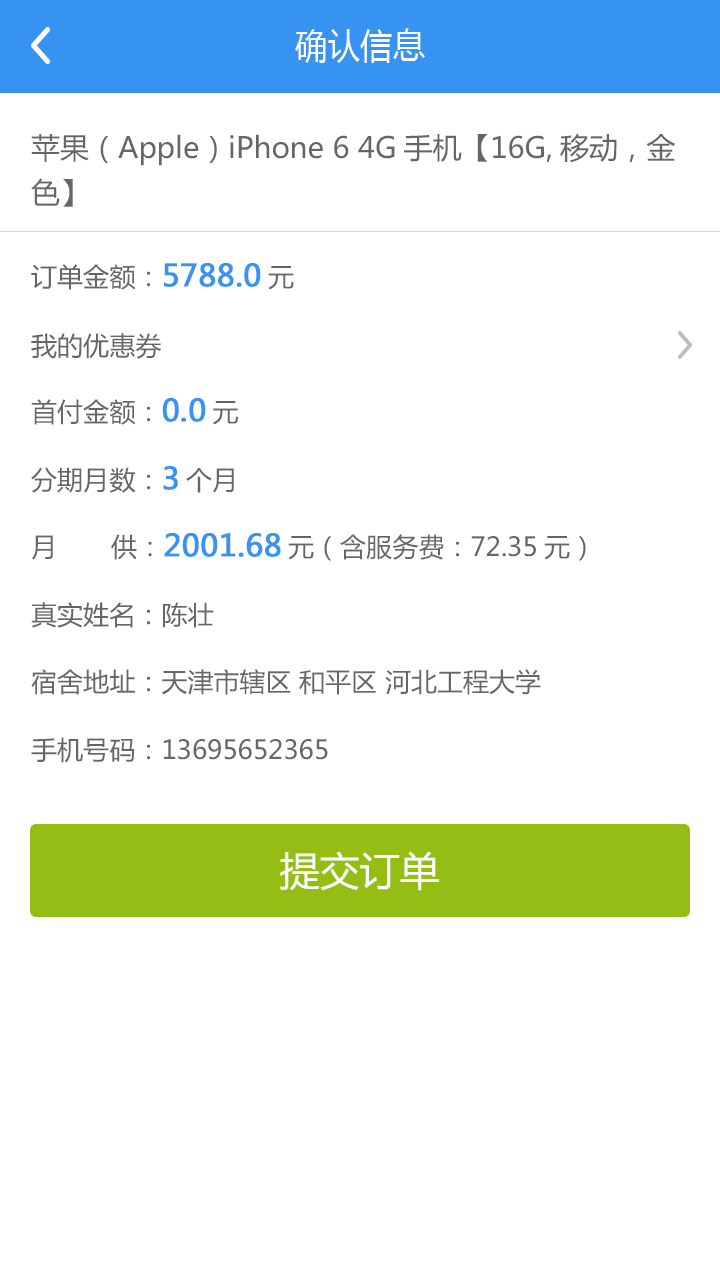 确认信息
苹果（Apple）iPhone 6 4G 手机【16G, 移动，金
色】
订单金额：5788.0 元
我的优惠券
首付金额：0.0 元
分期月数：3 个月
月　　供：2001.68 元（含服务费：72.35 元）
真实姓名：陈壮
宿舍地址：天津市辖区 和平区 河北工程大学
手机号码：13695652365
提交订单